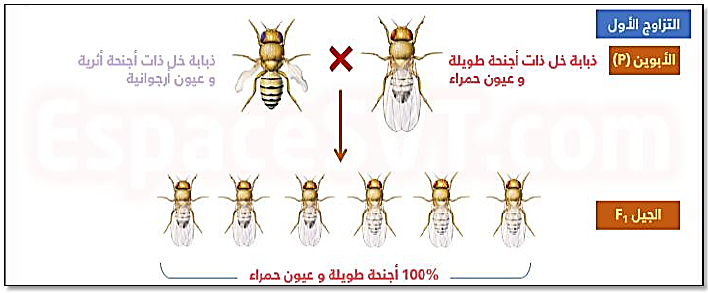 التزاوج الأول
الأبوين (P)
ذبابة خل ذات أجنحة طويلة
و عيون حمراء
ذبابة خل ذات أجنحة أثرية
و عيون أرجوانية
EspaceSVT.com
الجيل F₁
100% أجنحة طويلة و عيون حمراء